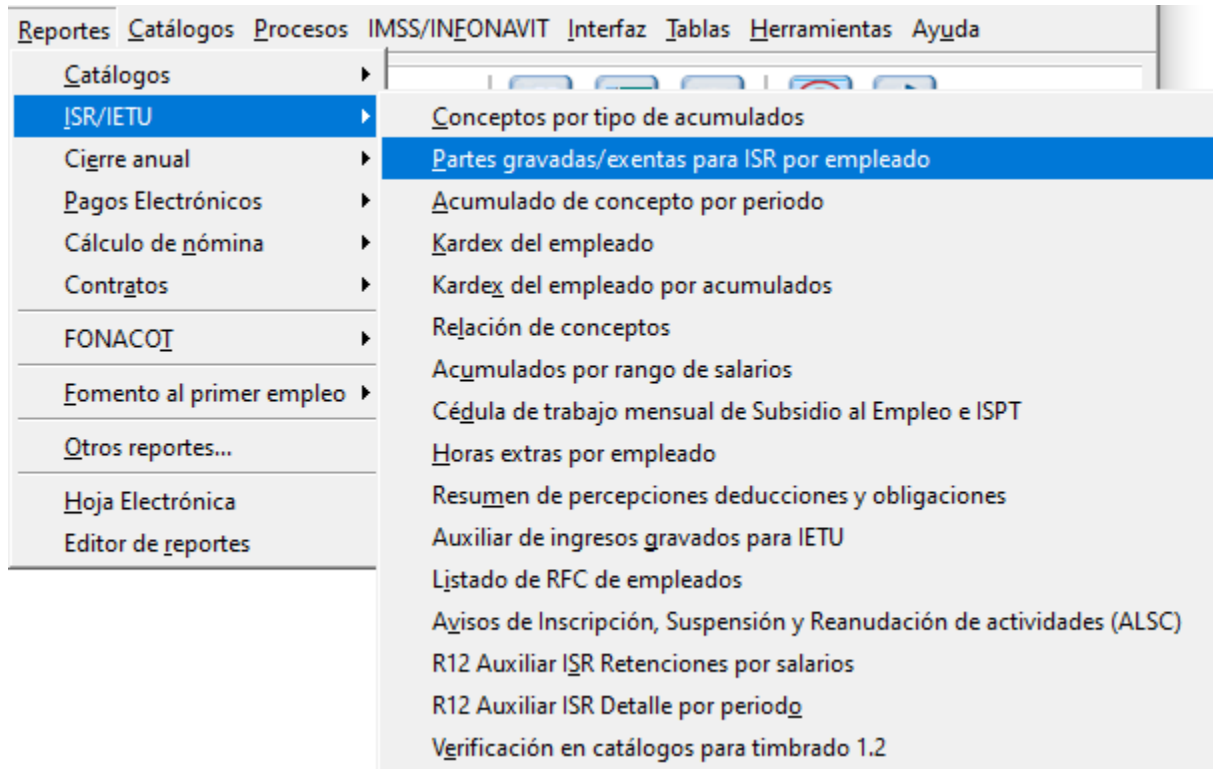 Reportes Catálogos Procesos IMSS/INFONAVIT Interfaz Tablas Herramientas Ayuda
Catálogos
ISR/IETU
Cierre anual
Pagos Electrónicos
Cálculo de nómina
Contratos
FONACOT
Fomento al primer empleo
Otros reportes...
Hoja Electrónica
Editor de reportes
Conceptos por tipo de acumulados
Partes gravadas/exentas para ISR por empleado
Acumulado de concepto por periodo
Kardex del empleado
Kardex del empleado por acumulados
Relación de conceptos
Acumulados por rango de salarios
Cédula de trabajo mensual de Subsidio al Empleo e ISPT
Horas extras por empleado
Resumen de percepciones deducciones y obligaciones
Auxiliar de ingresos gravados para IETU
Listado de RFC de empleados
Avisos de Inscripción, Suspensión y Reanudación de actividades (ALSC)
R12 Auxiliar ISR Retenciones por salarios
R12 Auxiliar ISR Detalle por periodo
Verificación en catálogos para timbrado 1.2